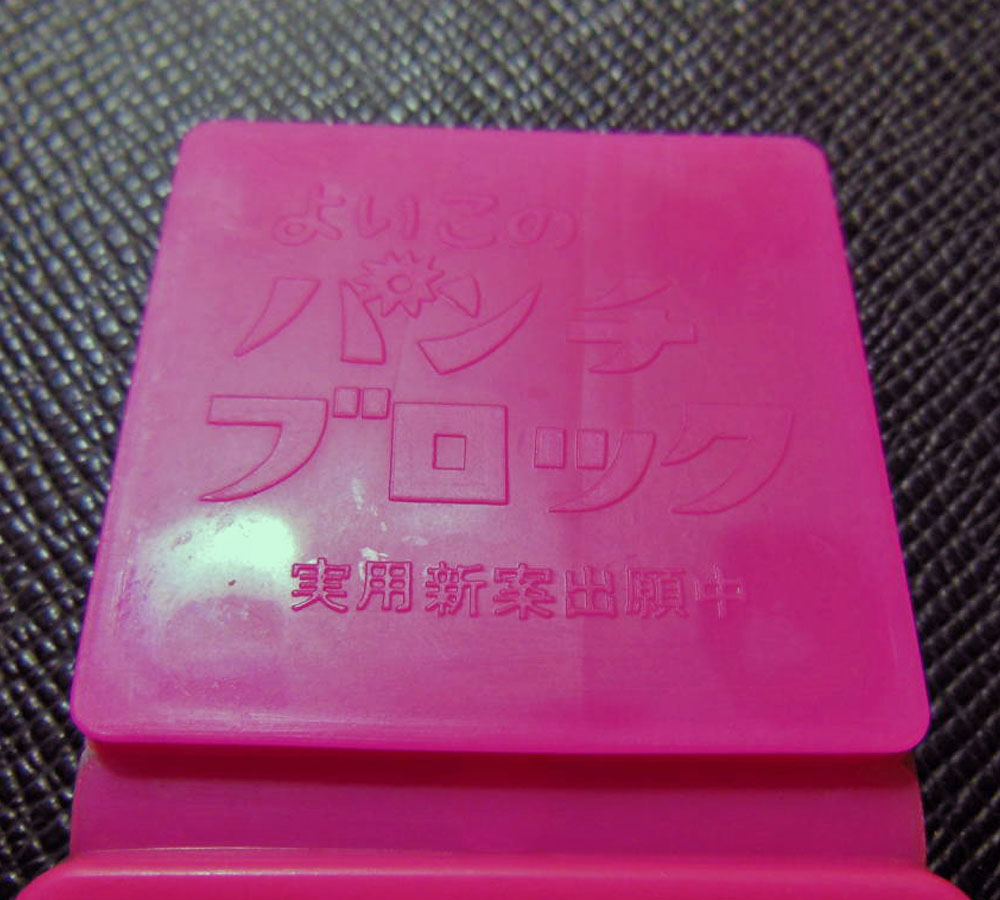 よいこの
パンチ
ブロック
実用新案出願中